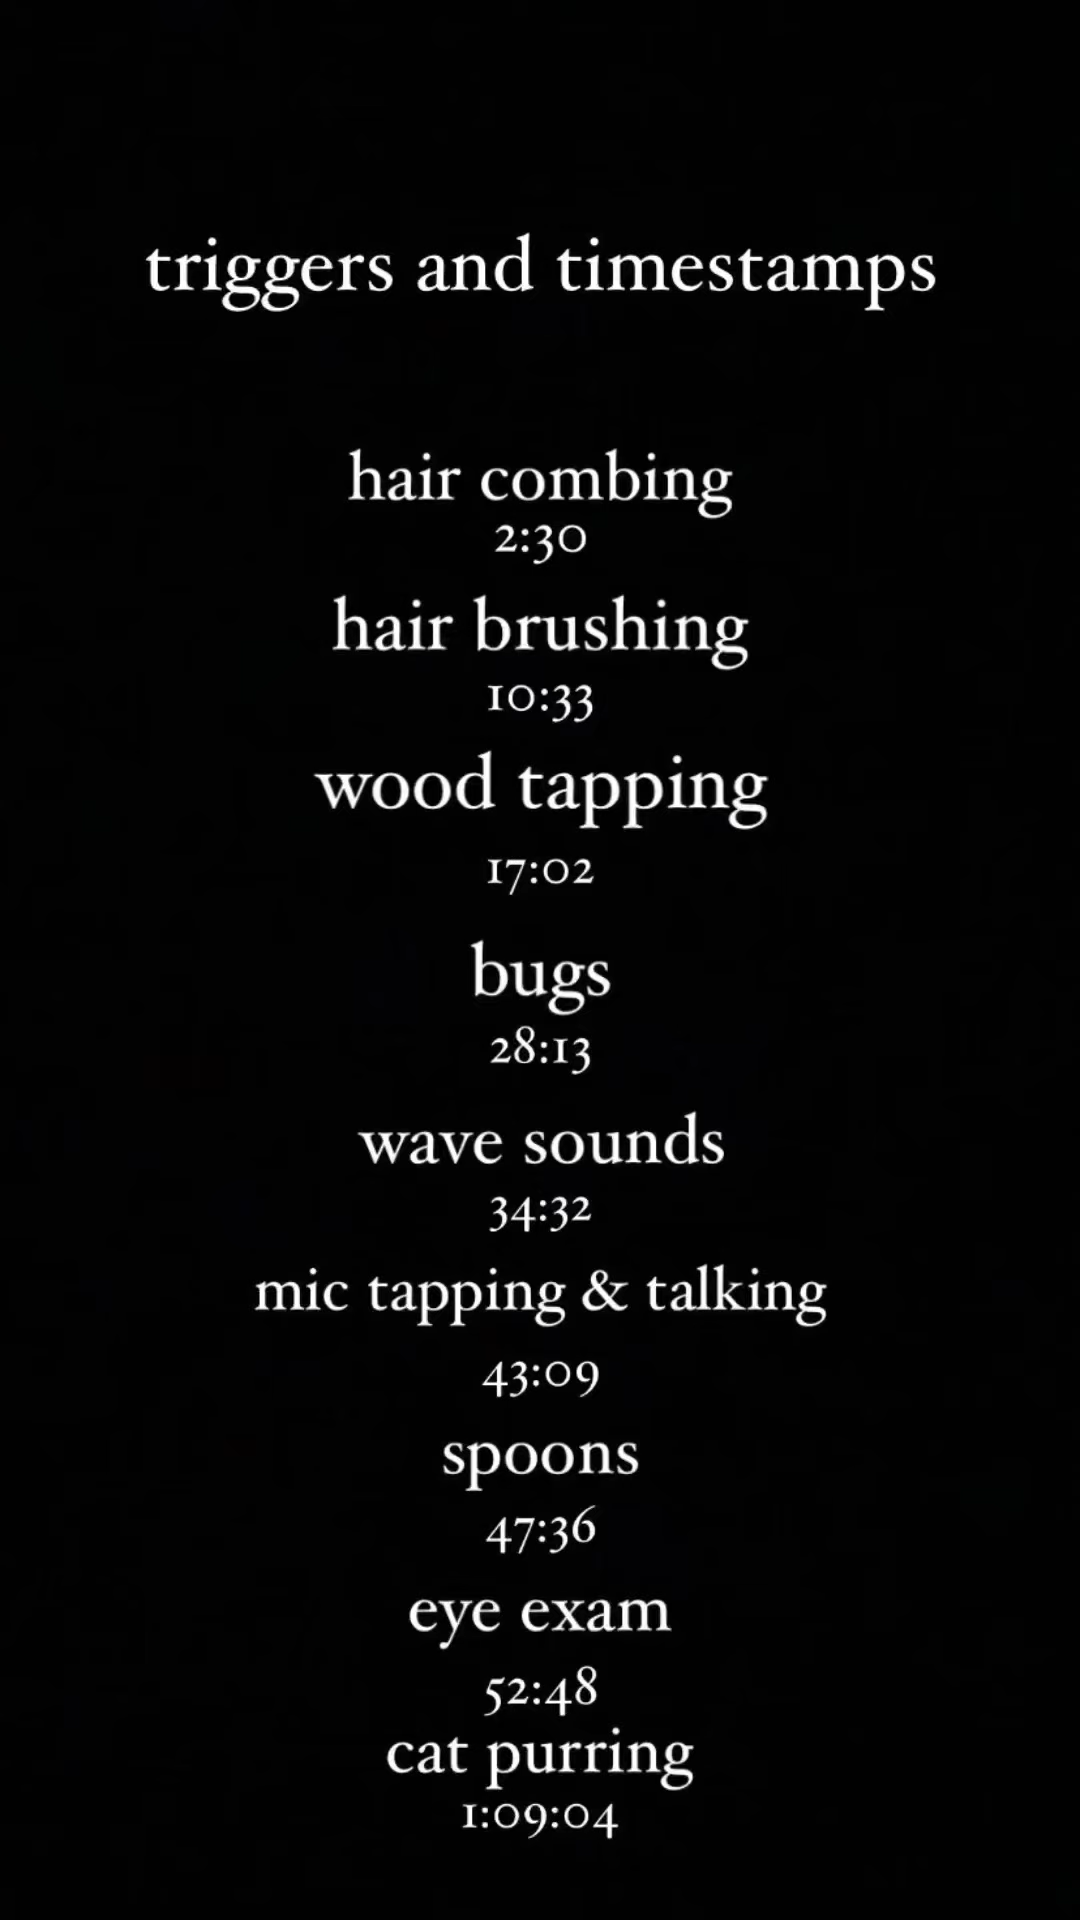 triggers and timestamps
hair combing
2:30
hair brushing
10:33
wood tapping
17:02
bugs
28:13
wave sounds
34:32
mic tapping & talking
43:09
spoons
47:36
eye exam
52:48
cat purring
1:09:04